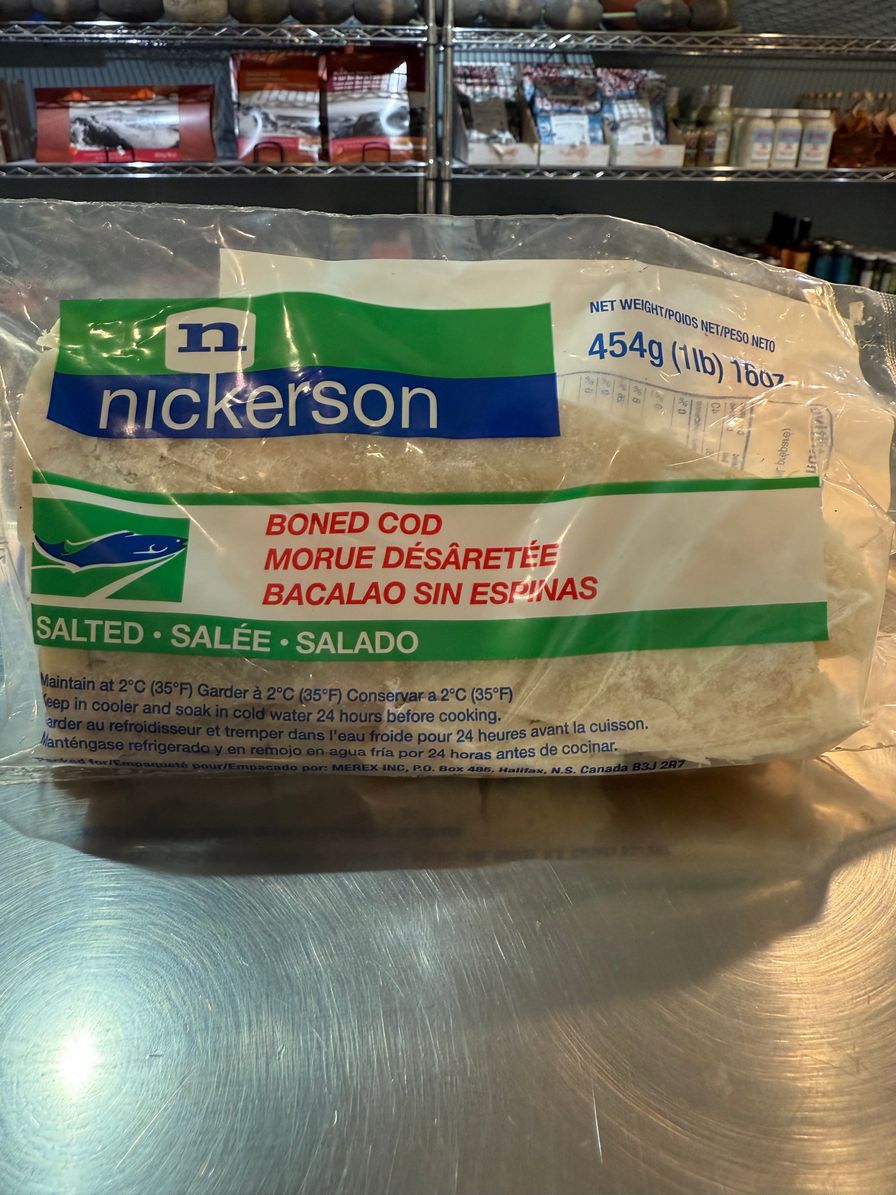 n
nickerson
NET WEIGHT/POIDS NET/PESO NETO
454g (1lb) 16oz
BONED COD
MORUE DÉSÂRETÉE
BACALAO SIN ESPINAS
SALTED · SALÉE · SALADO
Maintain at 2°C (35°F) Garder à 2°C (35°F) Conservar a 2°C (35°F)
Keep in cooler and soak in cold water 24 hours before cooking.
Garder au refroidisseur et tremper dans l'eau froide pour 24 heures avant la cuisson.
Manténgase refrigerado y en remojo en agua fría por 24 horas antes de cocinar.
Packed for/Empaqueté pour/Empacado por: MEREX INC, P.O. Box 486, Halifax, N.S. Canada B3J 2R7